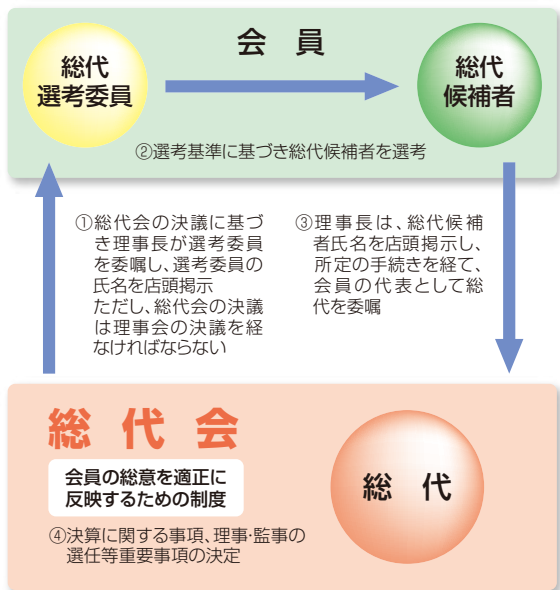 会 員
総代
選考委員
総代
候補者
②選考基準に基づき総代候補者を選考
①総代会の決議に基づ
き理事長が選考委員
を委嘱し、選考委員の
氏名を店頭掲示
ただし、総代会の決議
は理事会の決議を経
なければならない
③理事長は、総代候補
者氏名を店頭掲示し、
所定の手続きを経て、
会員の代表として総
代を委嘱
総 代 会
会員の総意を適正に
反映するための制度
④決算に関する事項、理事・監事の
選任等重要事項の決定
総 代